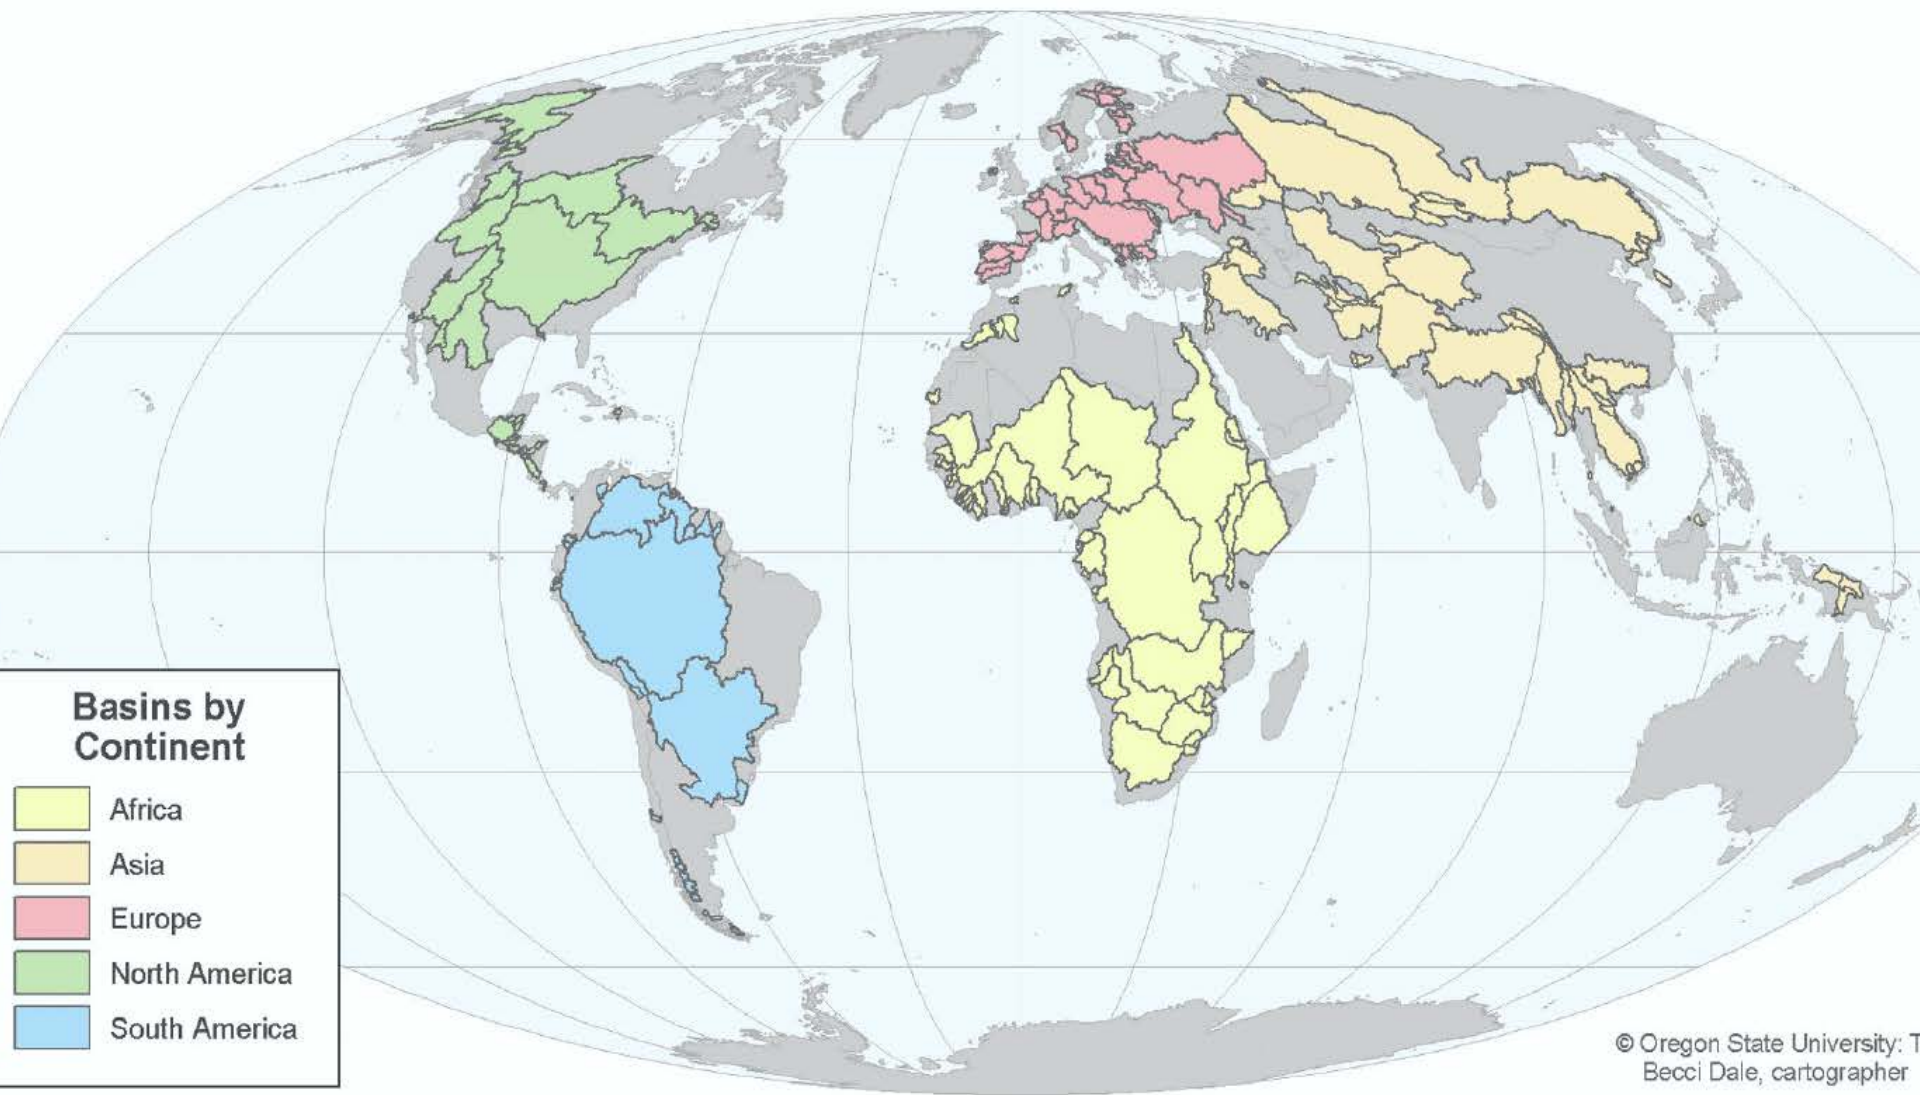 Basins by
Continent
Africa
Asia
Europe
North America
South America
© Oregon State University: T
Becci Dale, cartographer